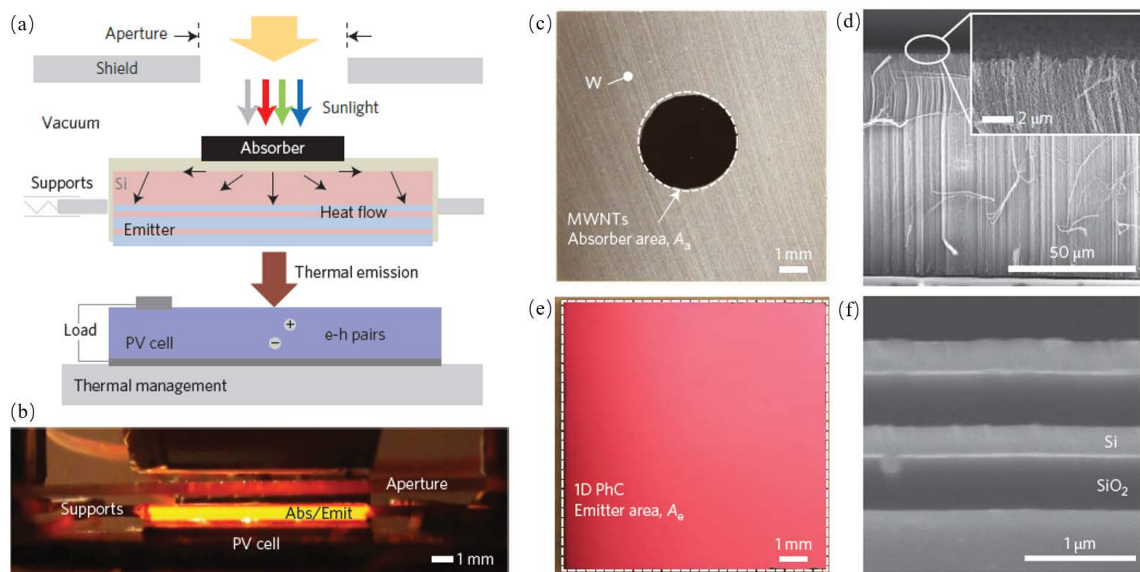 (a)
Aperture
Shield
Sunlight
Vacuum
Absorber
Supports
Si
Heat flow
Emitter
Thermal emission
Load
PV cell
+
−
e-h pairs
Thermal management
(b)
Aperture
Supports
Abs/Emit
PV cell
1 mm
(c)
W
MWNTs
Absorber area, Aa
1 mm
(d)
2 μm
50 μm
(e)
1D PhC
Emitter area, Ae
1 mm
(f)
Si
SiO2
1 μm